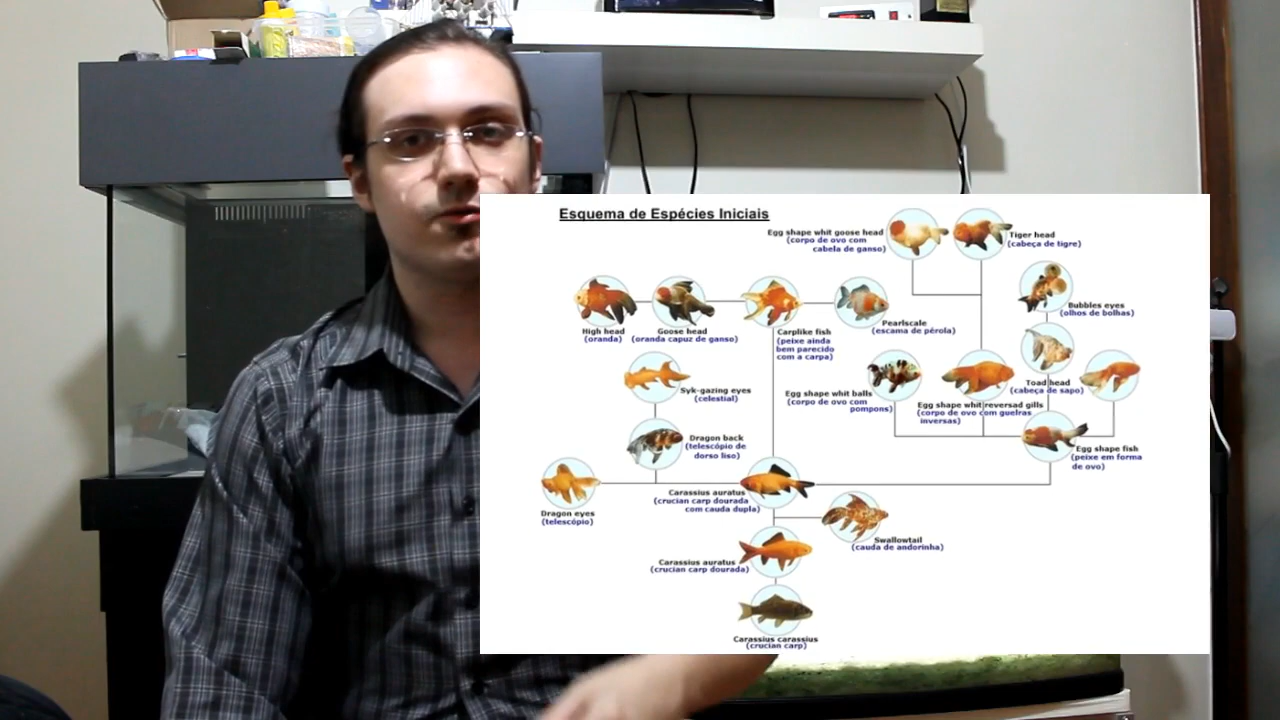 Esquema de Espécies Iniciais
Egg shape whit goose head
(corpo de ovo com
cabela de ganso)
Tiger head
(cabeça de tigre)
Bubbles eyes
(olhos de bolhas)
High head
(oranda)
Goose head
(oranda capuz de ganso)
Carplike fish
(peixe ainda
bem parecido
com a carpa)
Pearlscale
(escama de pérola)
Syk-gazing eyes
(celestial)
Egg shape whit balls
(corpo de ovo com
pompons)
Egg shape whit reversad gills
(corpo de ovo com guelras
inversas)
Toad head
(cabeça de sapo)
Dragon back
(telescópio de
dorso liso)
Egg shape fish
(peixe em forma
de ovo)
Dragon eyes
(telescópio)
Carassius auratus
(crucian carp dourada
com cauda dupla)
Swallowtail
(cauda de andorinha)
Carassius auratus
(crucian carp dourada)
Carassius carassius
(crucian carp)